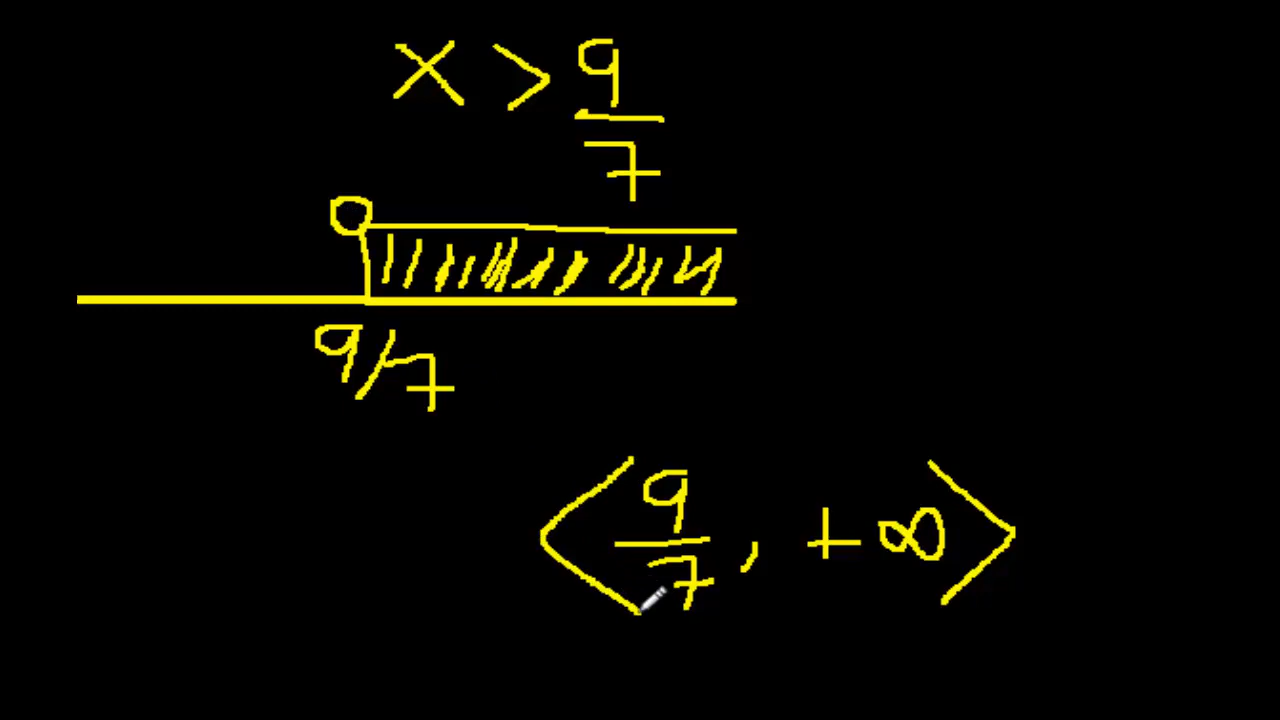 x > 9/7
9/7
<9/7, +∞>